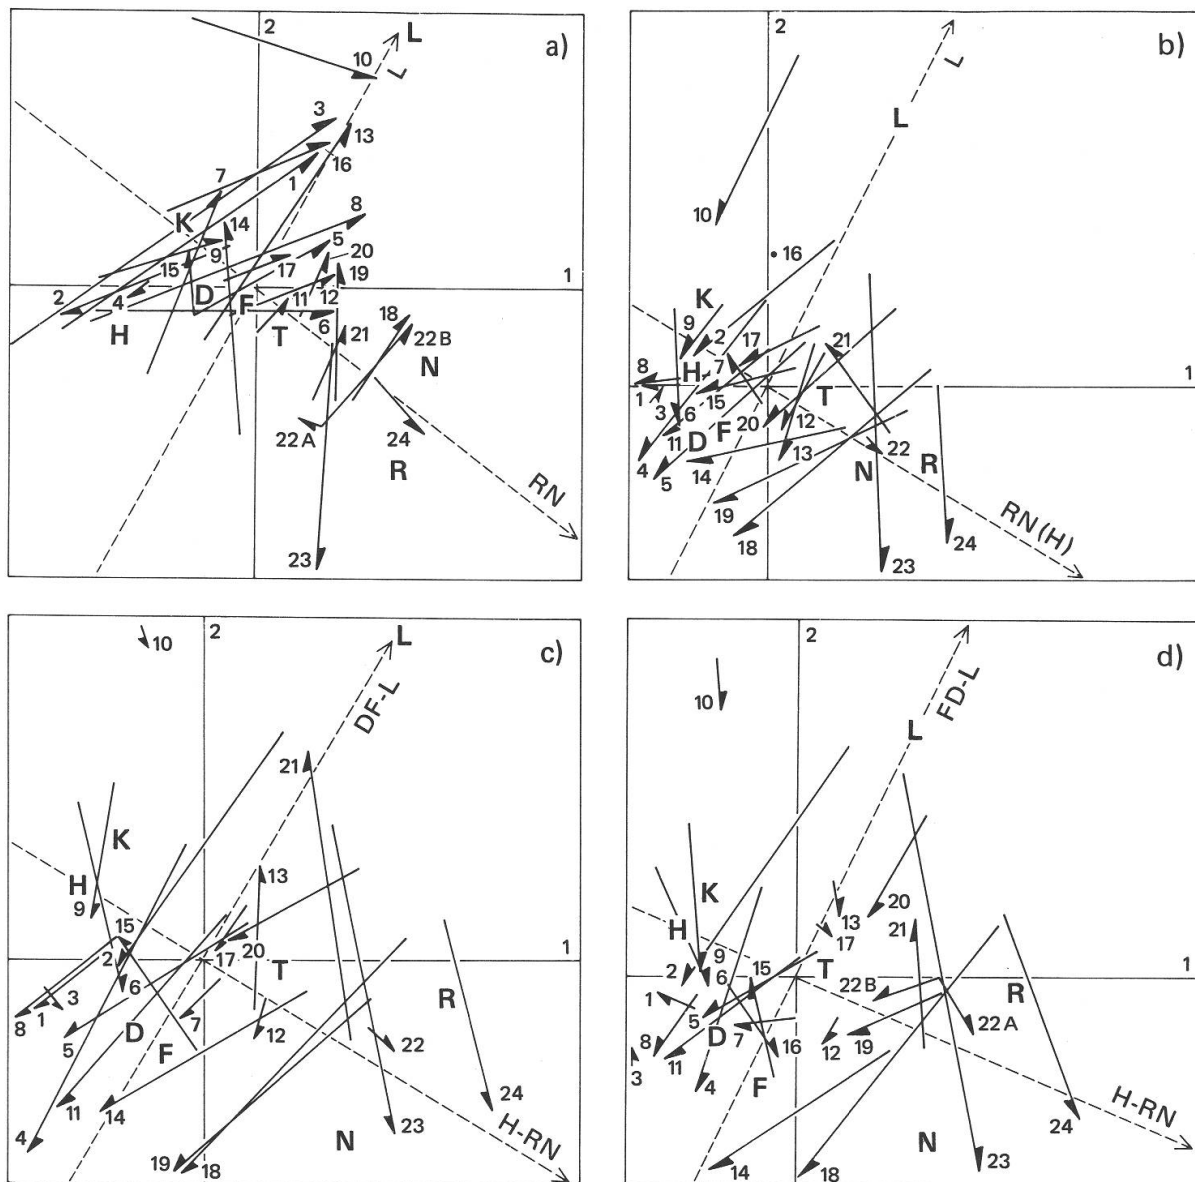 2 L
a)
10 L
3 13
16
7 1
K 14 8
5
9 20
15 17 1
D 19
2 4 F 11 12
H T 6 18
21 22B
N
22A
24
R
RN
23
2
b)
L
L
10
16
K
9 2 17 21
8 H 7
1 T 1
3 6 15
11 D F 20 12
4 14 13 22
5 N R
19
18 24
RN(H)
23
2 L
10 c)
DF-L
21
K
H
9 13
15
2 20 1
17 T
3 6
8 1 7 R
5 D 12
F 22
11
14 24
4 23
N H-RN
19 18
2
d)
FD-L
10
L
K 20
13
H 21
17
2 9 15 T 1
6
1 22B R
5
8 D 7 22A
11 16 12 19
3 4 F
H-RN
24
N
14 18 23